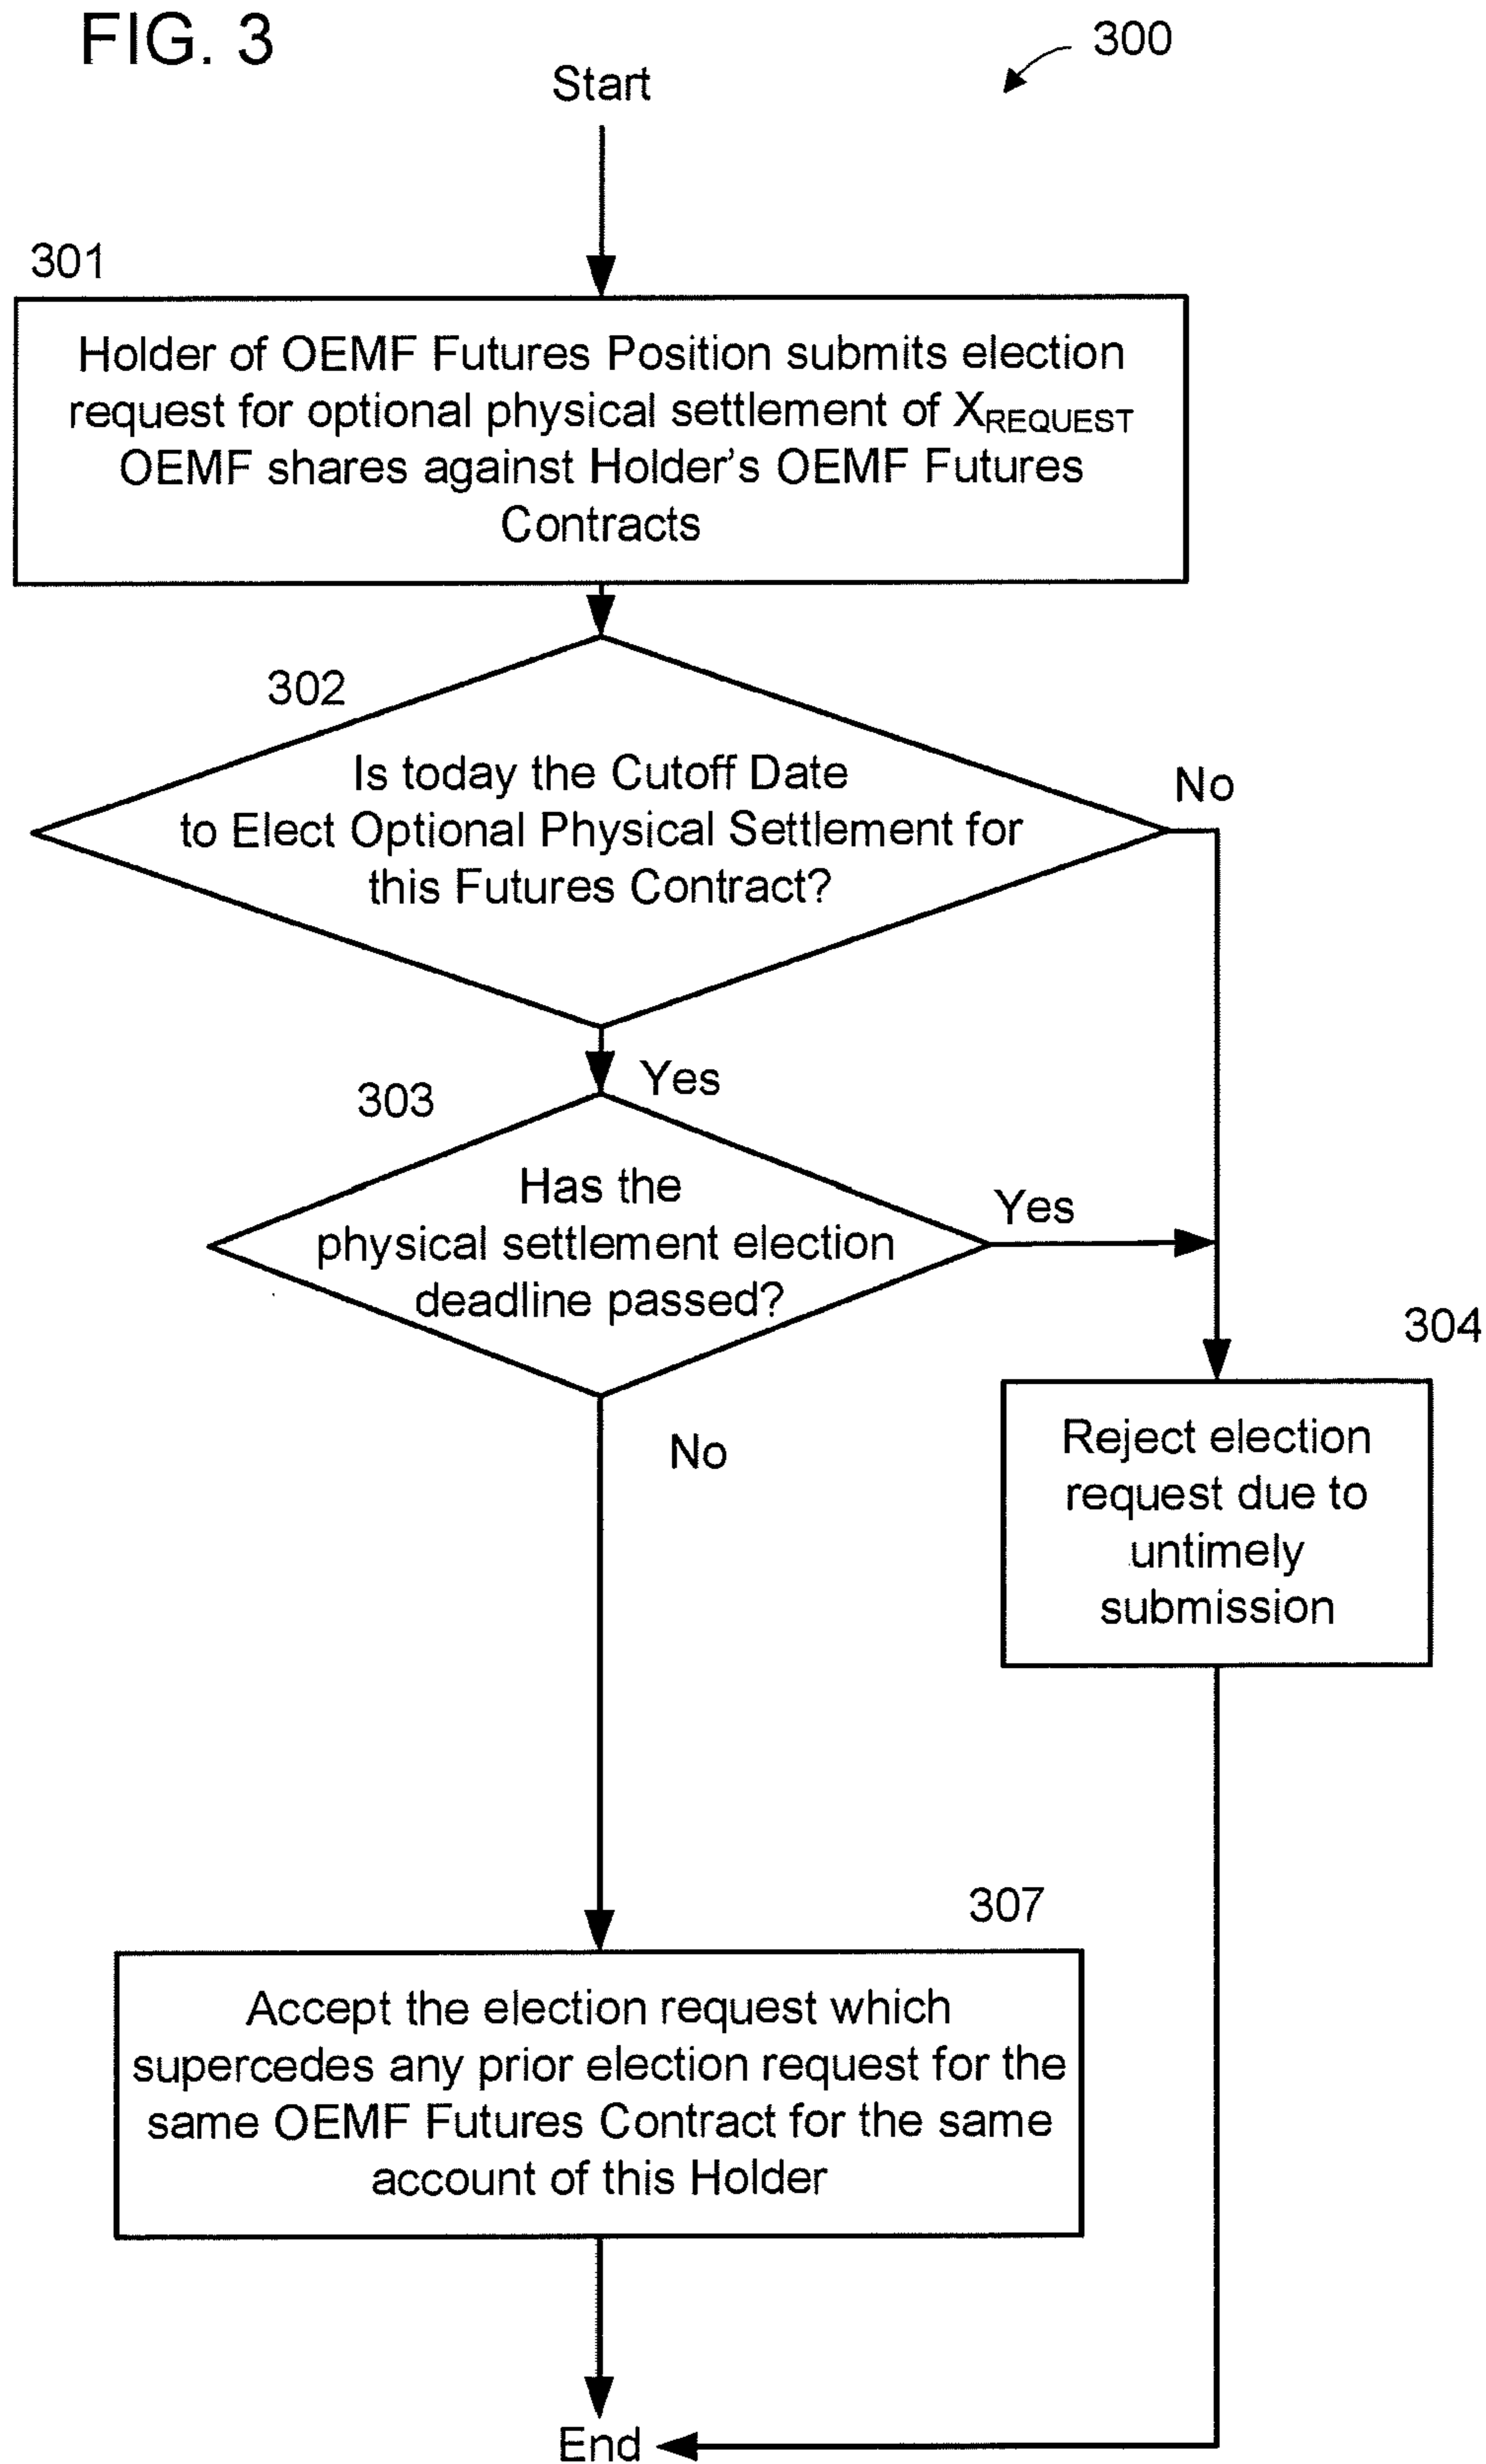 FIG. 3
300
Start
301
Holder of OEMF Futures Position submits election
request for optional physical settlement of XREQUEST
OEMF shares against Holder's OEMF Futures
Contracts
302
Is today the Cutoff Date
to Elect Optional Physical Settlement for
this Futures Contract?
No
Yes
303
Has the
physical settlement election
deadline passed?
Yes
No
304
Reject election
request due to
untimely
submission
307
Accept the election request which
supercedes any prior election request for the
same OEMF Futures Contract for the same
account of this Holder
End